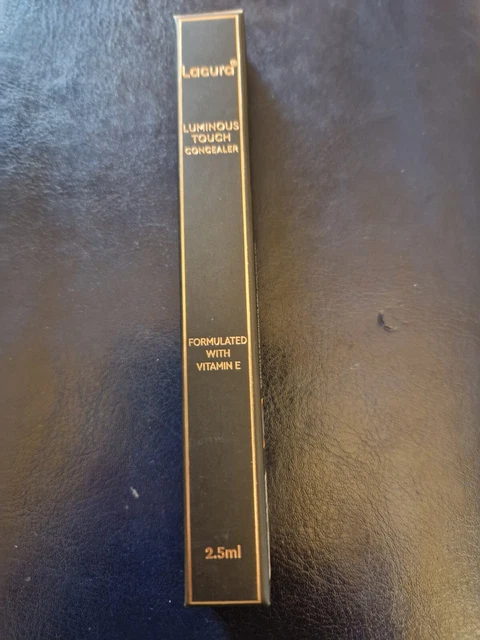 Lacura®
LUMINOUS
TOUCH
CONCEALER
FORMULATED
WITH
VITAMIN E
2.5ml